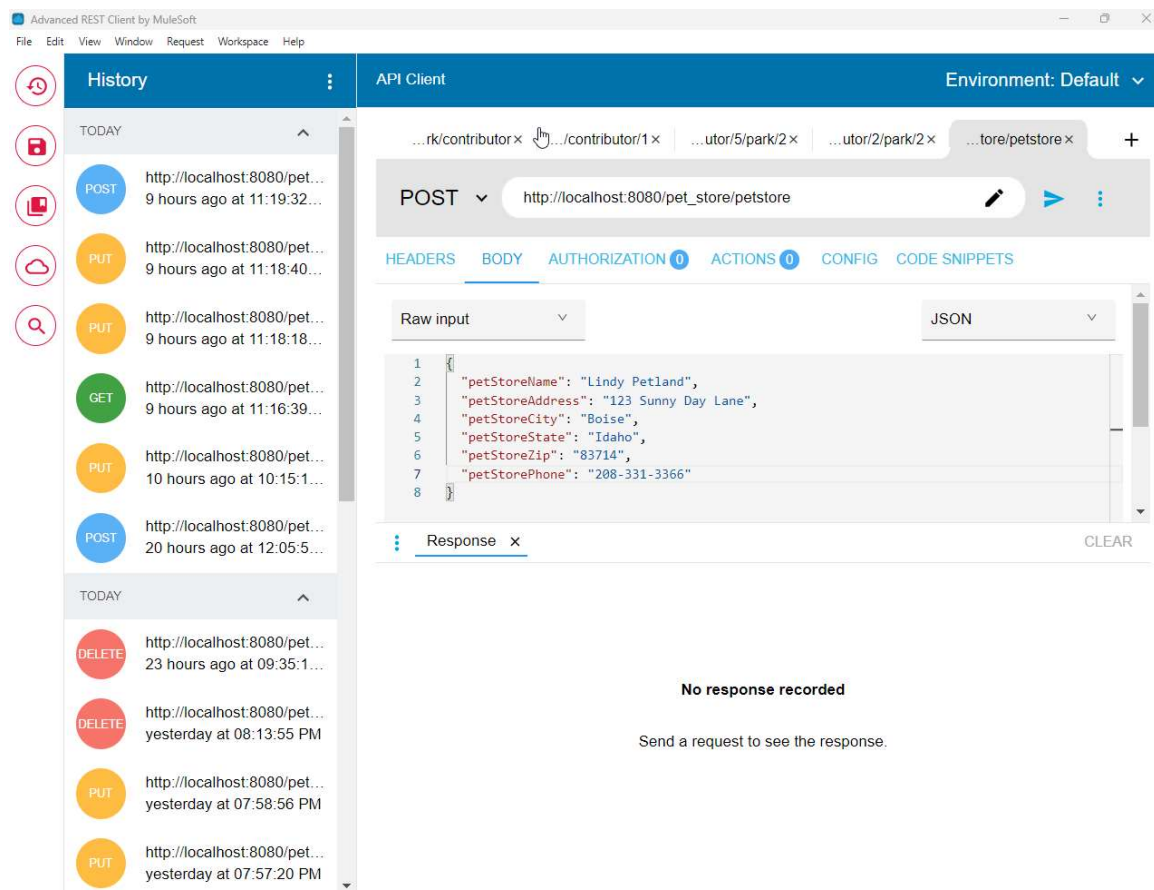 Advanced REST Client by MuleSoft
File Edit View Window Request Workspace Help
History
TODAY
POST
http://localhost:8080/pet...
9 hours ago at 11:19:32...
PUT
http://localhost:8080/pet...
9 hours ago at 11:18:40...
PUT
http://localhost:8080/pet...
9 hours ago at 11:18:18...
GET
http://localhost:8080/pet...
9 hours ago at 11:16:39...
PUT
http://localhost:8080/pet...
10 hours ago at 10:15:1...
POST
http://localhost:8080/pet...
20 hours ago at 12:05:5...
TODAY
DELETE
http://localhost:8080/pet...
23 hours ago at 09:35:1...
DELETE
http://localhost:8080/pet...
yesterday at 08:13:55 PM
PUT
http://localhost:8080/pet...
yesterday at 07:58:56 PM
PUT
http://localhost:8080/pet...
yesterday at 07:57:20 PM
API Client
Environment: Default
...rk/contributor × .../contributor/1 × ...utor/5/park/2 × ...utor/2/park/2 × ...tore/petstore × +
POST http://localhost:8080/pet_store/petstore
HEADERS BODY AUTHORIZATION 0 ACTIONS 0 CONFIG CODE SNIPPETS
Raw input JSON
1 {
2 "petStoreName": "Lindy Petland",
3 "petStoreAddress": "123 Sunny Day Lane",
4 "petStoreCity": "Boise",
5 "petStoreState": "Idaho",
6 "petStoreZip": "83714",
7 "petStorePhone": "208-331-3366"
8 }
Response × CLEAR
No response recorded
Send a request to see the response.